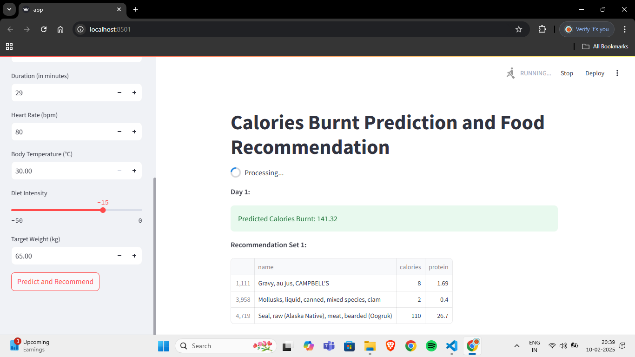 app
localhost:8501
Verify it's you
All Bookmarks
RUNNING...
Stop
Deploy
Duration (in minutes)
29
Heart Rate (bpm)
80
Body Temperature (°C)
30.00
Diet Intensity
-15
-50
0
Target Weight (kg)
65.00
Predict and Recommend
Calories Burnt Prediction and Food
Recommendation
Processing...
Day 1:
Predicted Calories Burnt: 141.32
Recommendation Set 1:
name calories protein
1,111 Gravy, au jus, CAMPBELL'S 8 1.69
3,958 Mollusks, liquid, canned, mixed species, clam 2 0.4
4,719 Seal, raw (Alaska Native), meat, bearded (Oogruk) 110 26.7
1
Upcoming
Earnings
Search
ENG
IN
20:39
10-02-2025